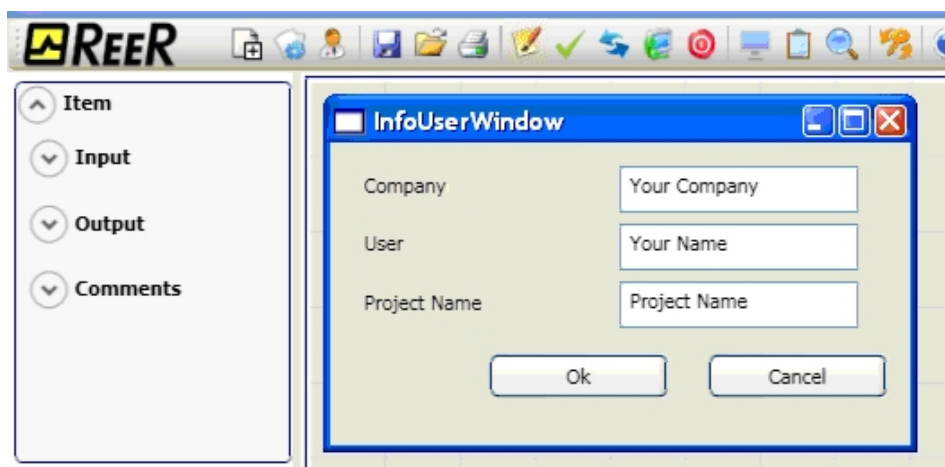 REER
Item
Input
Output
Comments
InfoUserWindow
Company Your Company
User Your Name
Project Name Project Name
Ok Cancel